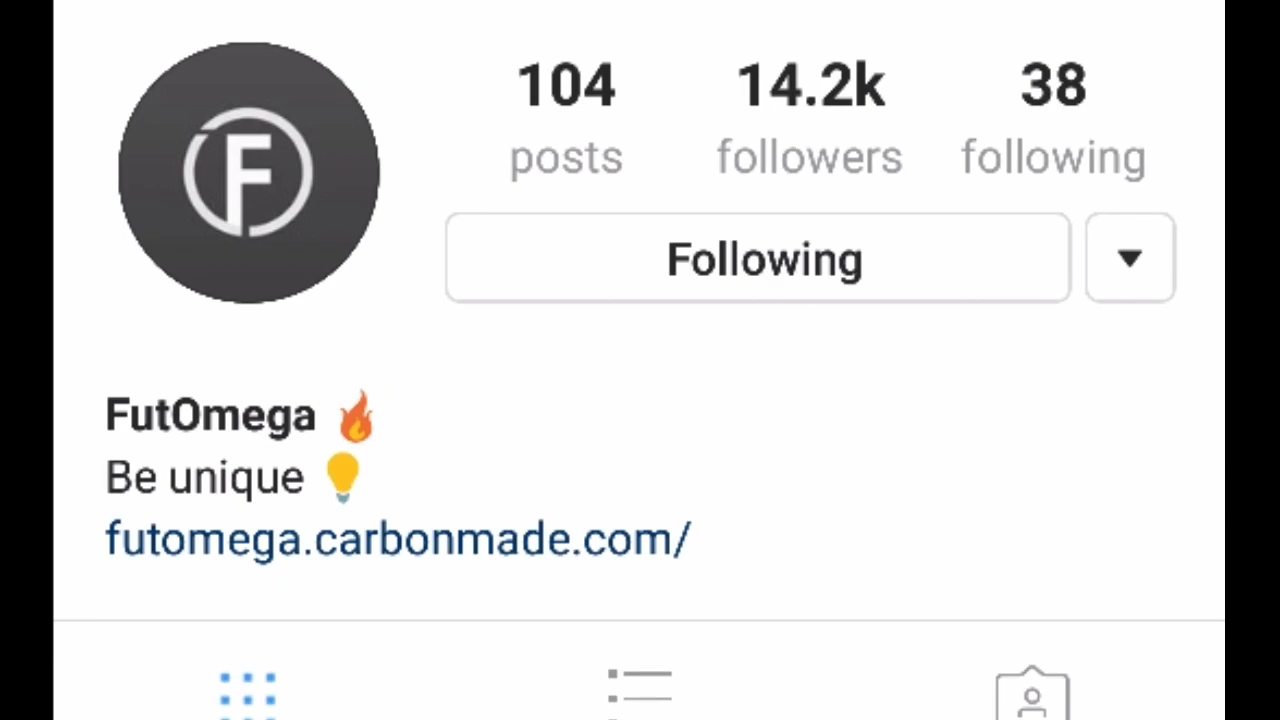 F
104 14.2k 38
posts followers following
Following
FutOmega 🔥
Be unique 💡
futomega.carbonmade.com/